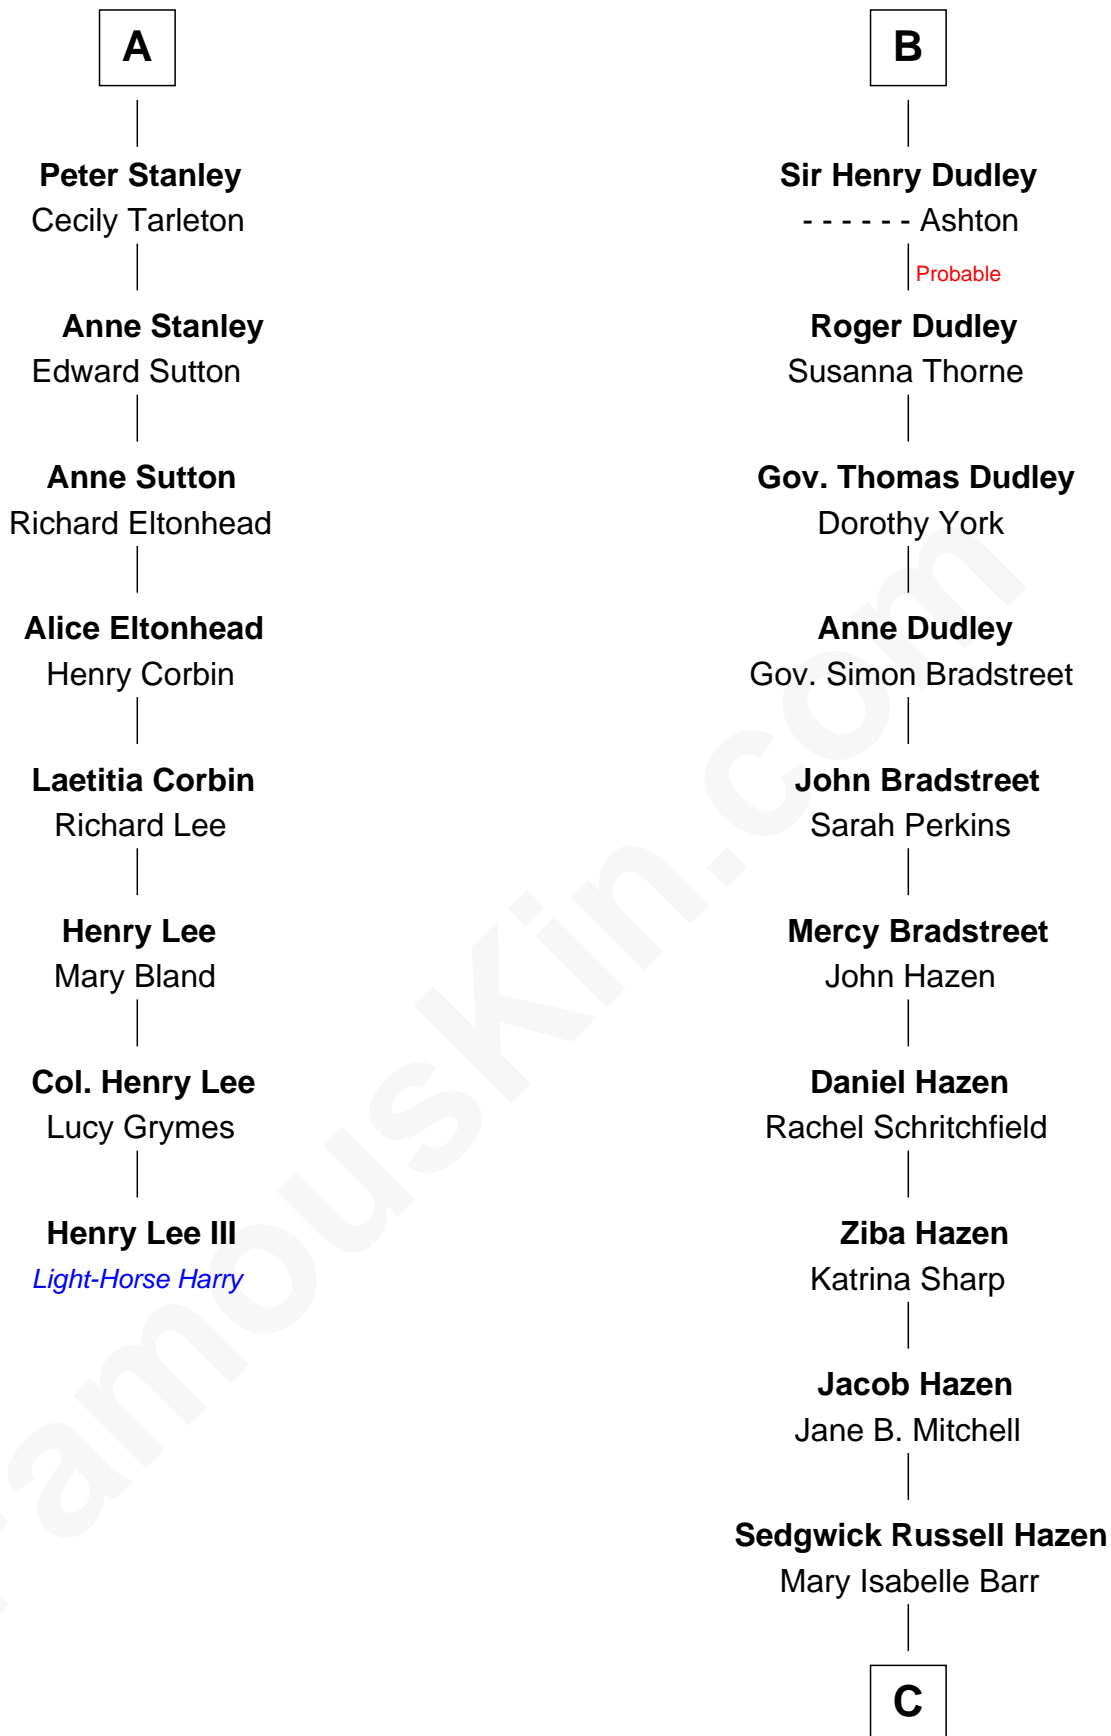 A
Peter Stanley
Cecily Tarleton
Anne Stanley
Edward Sutton
Anne Sutton
Richard Eltonhead
Alice Eltonhead
Henry Corbin
Laetitia Corbin
Richard Lee
Henry Lee
Mary Bland
Col. Henry Lee
Lucy Grymes
Henry Lee III
Light-Horse Harry
B
Sir Henry Dudley
- - - - - - Ashton
Probable
Roger Dudley
Susanna Thorne
Gov. Thomas Dudley
Dorothy York
Anne Dudley
Gov. Simon Bradstreet
John Bradstreet
Sarah Perkins
Mercy Bradstreet
John Hazen
Daniel Hazen
Rachel Schritchfield
Ziba Hazen
Katrina Sharp
Jacob Hazen
Jane B. Mitchell
Sedgwick Russell Hazen
Mary Isabelle Barr
C
FamousKin.com